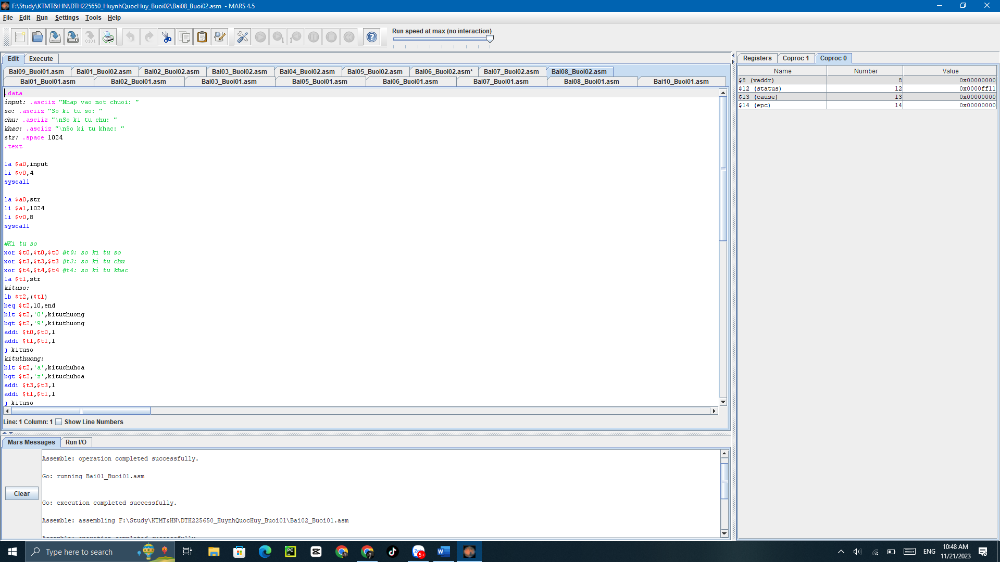 F:\Study\KTMT&HN\DTH225650_HuynhQuocHuy_Buoi02\Bai08_Buoi02.asm - MARS 4.5
File Edit Run Settings Tools Help
Run speed at max (no interaction)
Edit Execute
Bai09_Buoi01.asm Bai01_Buoi02.asm Bai02_Buoi02.asm Bai03_Buoi02.asm Bai04_Buoi02.asm Bai05_Buoi02.asm Bai06_Buoi02.asm* Bai07_Buoi02.asm Bai08_Buoi02.asm
Bai01_Buoi01.asm Bai02_Buoi01.asm Bai03_Buoi01.asm Bai05_Buoi01.asm Bai06_Buoi01.asm Bai07_Buoi01.asm Bai08_Buoi01.asm Bai10_Buoi01.asm
.data
input: .asciiz "Nhap vao mot chuoi: "
so: .asciiz "So ki tu so: "
chu: .asciiz "\nSo ki tu chu: "
khac: .asciiz "\nSo ki tu khac: "
str: .space 1024
.text
la $a0,input
li $v0,4
syscall
la $a0,str
li $a1,1024
li $v0,8
syscall
#Ki tu so
xor $t0,$t0,$t0 #t0: so ki tu so
xor $t3,$t3,$t3 #t3: so ki tu chu
xor $t4,$t4,$t4 #t4: so ki tu khac
la $t1,str
kituso:
lb $t2,($t1)
beq $t2,10,end
blt $t2,'0',kituthuong
bgt $t2,'9',kituthuong
addi $t0,$t0,1
addi $t1,$t1,1
j kituso
kituthuong:
blt $t2,'a',kituchuhoa
bgt $t2,'z',kituchuhoa
addi $t3,$t3,1
addi $t1,$t1,1
j kituso
Line: 1 Column: 1 Show Line Numbers
Mars Messages Run I/O
Clear
Assemble: operation completed successfully.
Go: running Bai01_Buoi01.asm
Go: execution completed successfully.
Assemble: assembling F:\Study\KTMT&HN\DTH225650_HuynhQuocHuy_Buoi01\Bai02_Buoi01.asm
Assemble: operation completed successfully.
Registers Coproc 1 Coproc 0
Name Number Value
$8 (vaddr) 8 0x00000000
$12 (status) 12 0x0000ff11
$13 (cause) 13 0x00000000
$14 (epc) 14 0x00000000
Type here to search
ENG
10:48 AM
11/21/2023